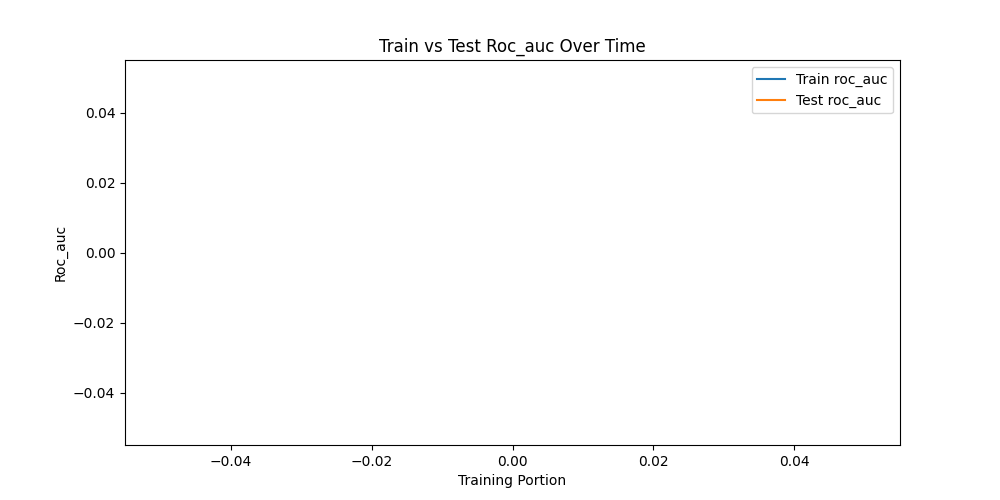 Train vs Test Roc_auc Over Time
Train roc_auc
Test roc_auc
0.04
0.02
0.00
−0.02
−0.04
Roc_auc
−0.04
−0.02
0.00
0.02
0.04
Training Portion